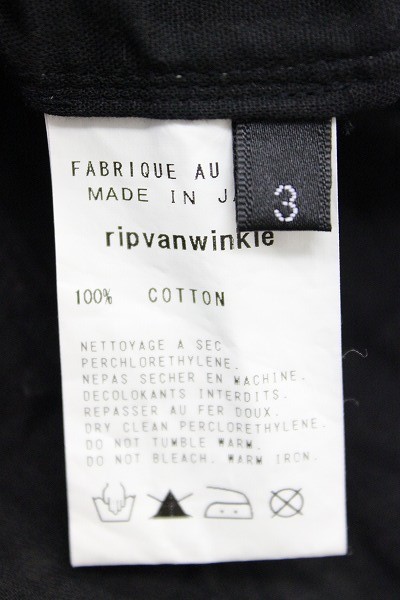 FABRIQUE AU
MADE IN JA
3
ripvanwinkle
100% COTTON
NETTOYAGE A SEC
PERCHLORETHYLENE.
NEPAS SECHER EN MACHINE.
DECOLOKANTS INTERDITS.
REPASSER AU FER DOUX.
DRY CLEAN PERCLORETHYLENE.
DO NOT TUMBLE WARM.
DO NOT BLEACH. WARM IRON.